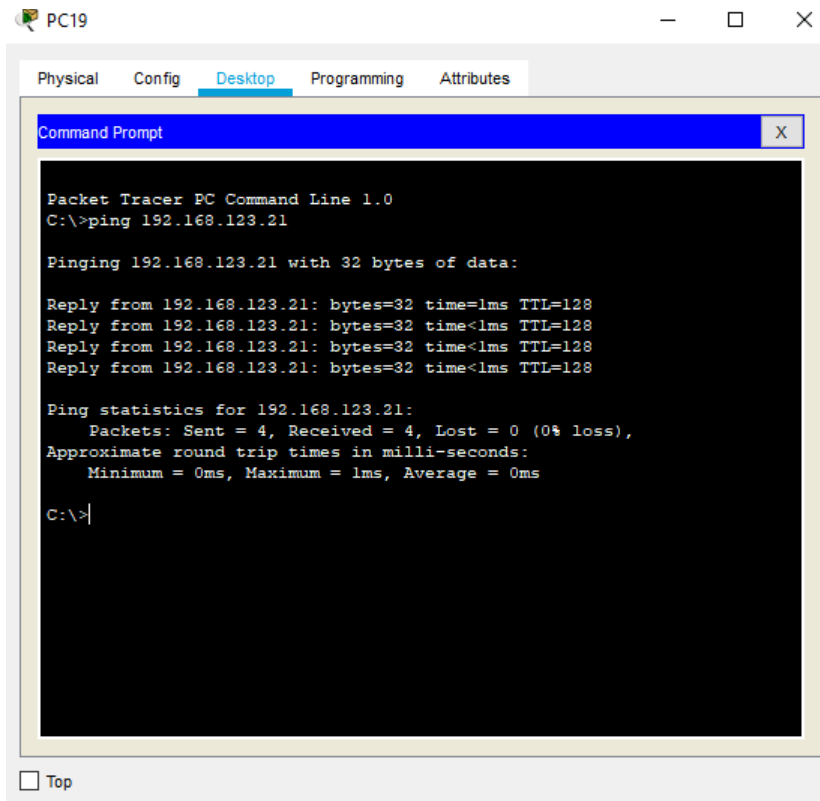 PC19
Physical Config Desktop Programming Attributes
Command Prompt X
Packet Tracer PC Command Line 1.0
C:\>ping 192.168.123.21
Pinging 192.168.123.21 with 32 bytes of data:
Reply from 192.168.123.21: bytes=32 time=1ms TTL=128
Reply from 192.168.123.21: bytes=32 time<1ms TTL=128
Reply from 192.168.123.21: bytes=32 time<1ms TTL=128
Reply from 192.168.123.21: bytes=32 time<1ms TTL=128
Ping statistics for 192.168.123.21:
Packets: Sent = 4, Received = 4, Lost = 0 (0% loss),
Approximate round trip times in milli-seconds:
Minimum = 0ms, Maximum = 1ms, Average = 0ms
C:\>
Top